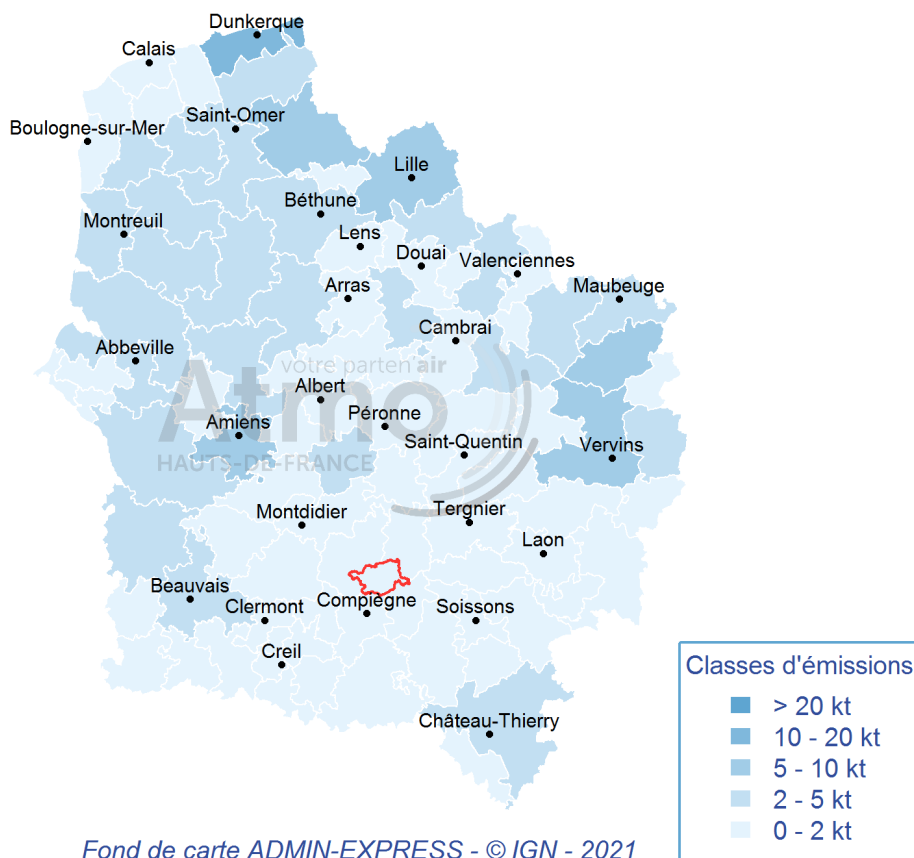 Dunkerque
Calais
Saint-Omer
Boulogne-sur-Mer
Lille
Béthune
Montreuil
Lens
Douai
Valenciennes
Arras
Maubeuge
Cambrai
Abbeville
votre parten'air
Atmo
HAUTS-DE-FRANCE
Albert
Péronne
Amiens
Saint-Quentin
Vervins
Montdidier
Tergnier
Laon
Beauvais
Clermont
Compiègne
Soissons
Creil
Château-Thierry
Classes d'émissions
> 20 kt
10 - 20 kt
5 - 10 kt
2 - 5 kt
0 - 2 kt
Fond de carte ADMIN-EXPRESS - © IGN - 2021